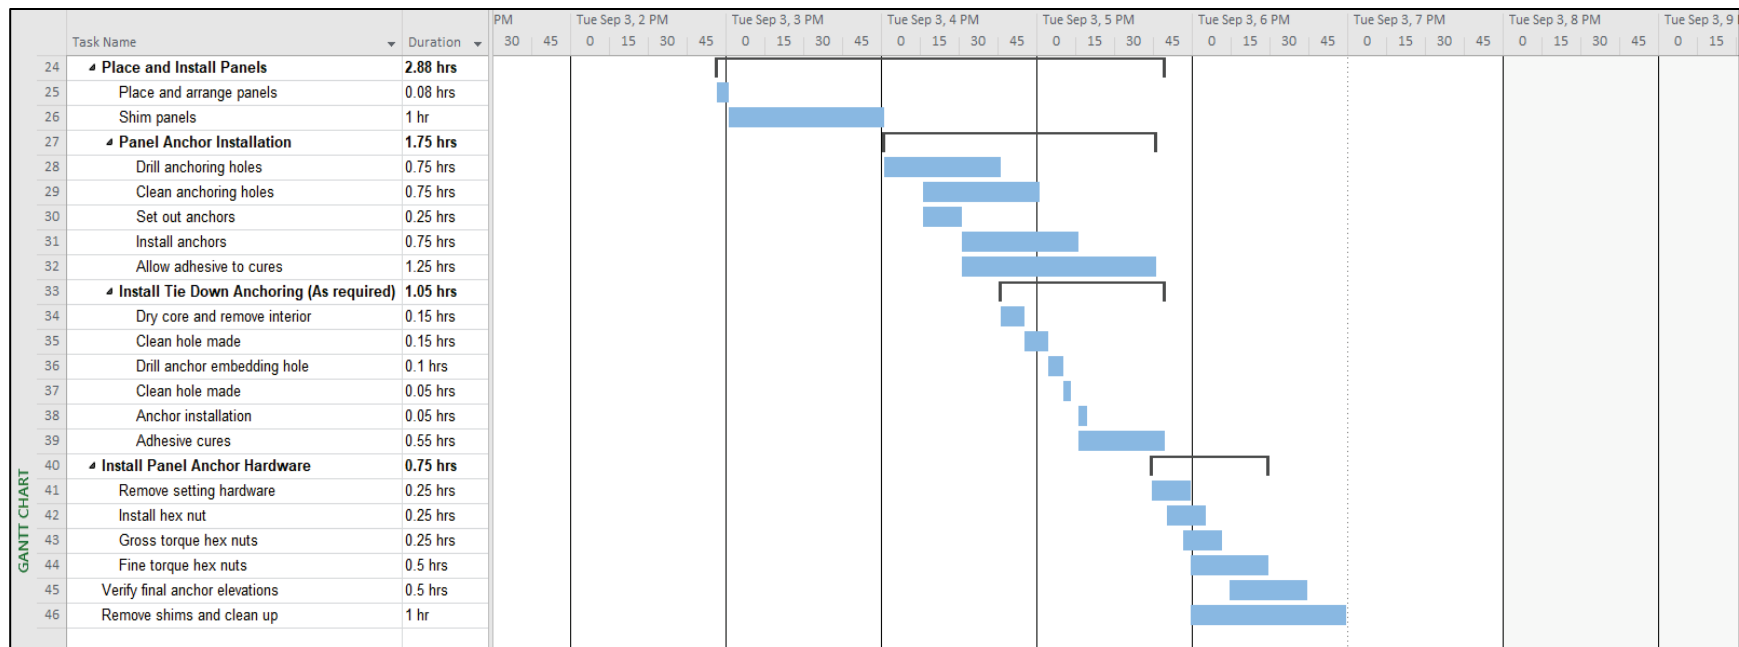 PM Tue Sep 3, 2 PM Tue Sep 3, 3 PM Tue Sep 3, 4 PM Tue Sep 3, 5 PM Tue Sep 3, 6 PM Tue Sep 3, 7 PM Tue Sep 3, 8 PM Tue Sep 3, 9
Task Name Duration 30 45 0 15 30 45 0 15 30 45 0 15 30 45 0 15 30 45 0 15 30 45 0 15 30 45 0 15 30 45 0 15
24 Place and Install Panels 2.88 hrs
25 Place and arrange panels 0.08 hrs
26 Shim panels 1 hr
27 Panel Anchor Installation 1.75 hrs
28 Drill anchoring holes 0.75 hrs
29 Clean anchoring holes 0.75 hrs
30 Set out anchors 0.25 hrs
31 Install anchors 0.75 hrs
32 Allow adhesive to cures 1.25 hrs
33 Install Tie Down Anchoring (As required) 1.05 hrs
34 Dry core and remove interior 0.15 hrs
35 Clean hole made 0.15 hrs
36 Drill anchor embedding hole 0.1 hrs
37 Clean hole made 0.05 hrs
38 Anchor installation 0.05 hrs
39 Adhesive cures 0.55 hrs
40 Install Panel Anchor Hardware 0.75 hrs
41 Remove setting hardware 0.25 hrs
42 Install hex nut 0.25 hrs
43 Gross torque hex nuts 0.25 hrs
44 Fine torque hex nuts 0.5 hrs
45 Verify final anchor elevations 0.5 hrs
46 Remove shims and clean up 1 hr
GANTT CHART